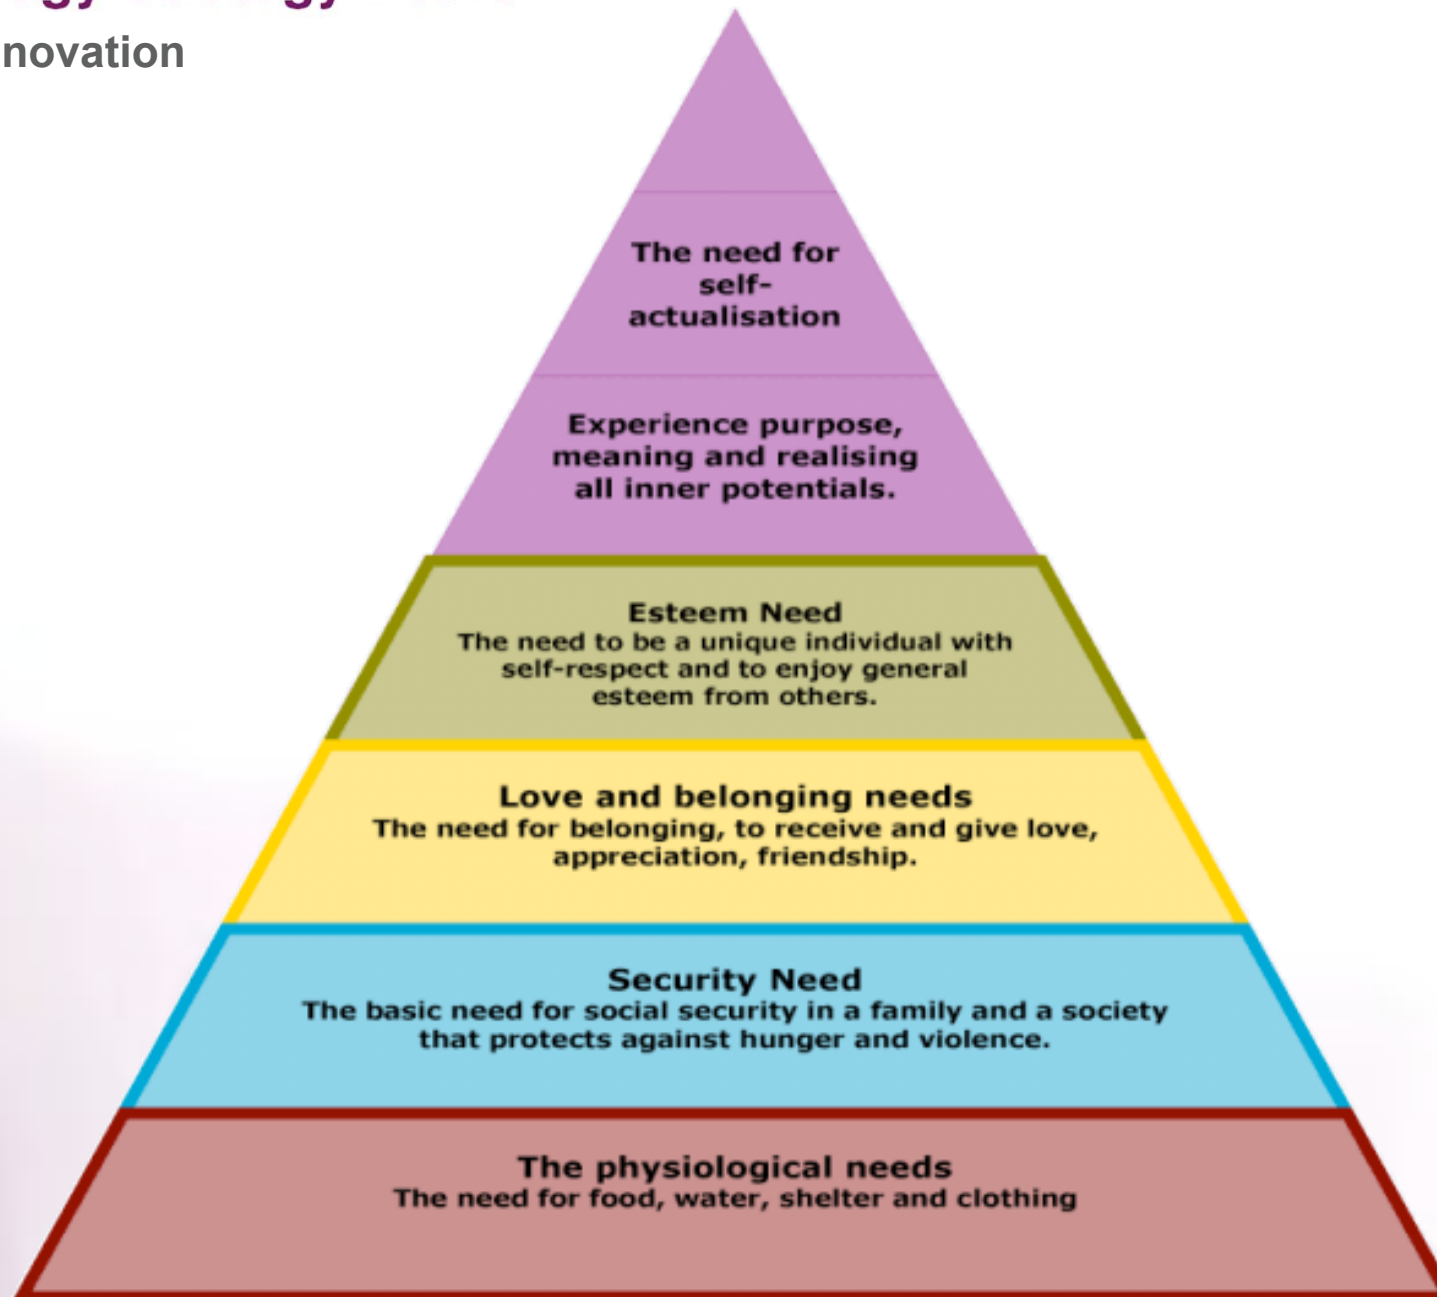 novation
The need for
self-
actualisation
Experience purpose,
meaning and realising
all inner potentials.
Esteem Need
The need to be a unique individual with
self-respect and to enjoy general
esteem from others.
Love and belonging needs
The need for belonging, to receive and give love,
appreciation, friendship.
Security Need
The basic need for social security in a family and a society
that protects against hunger and violence.
The physiological needs
The need for food, water, shelter and clothing